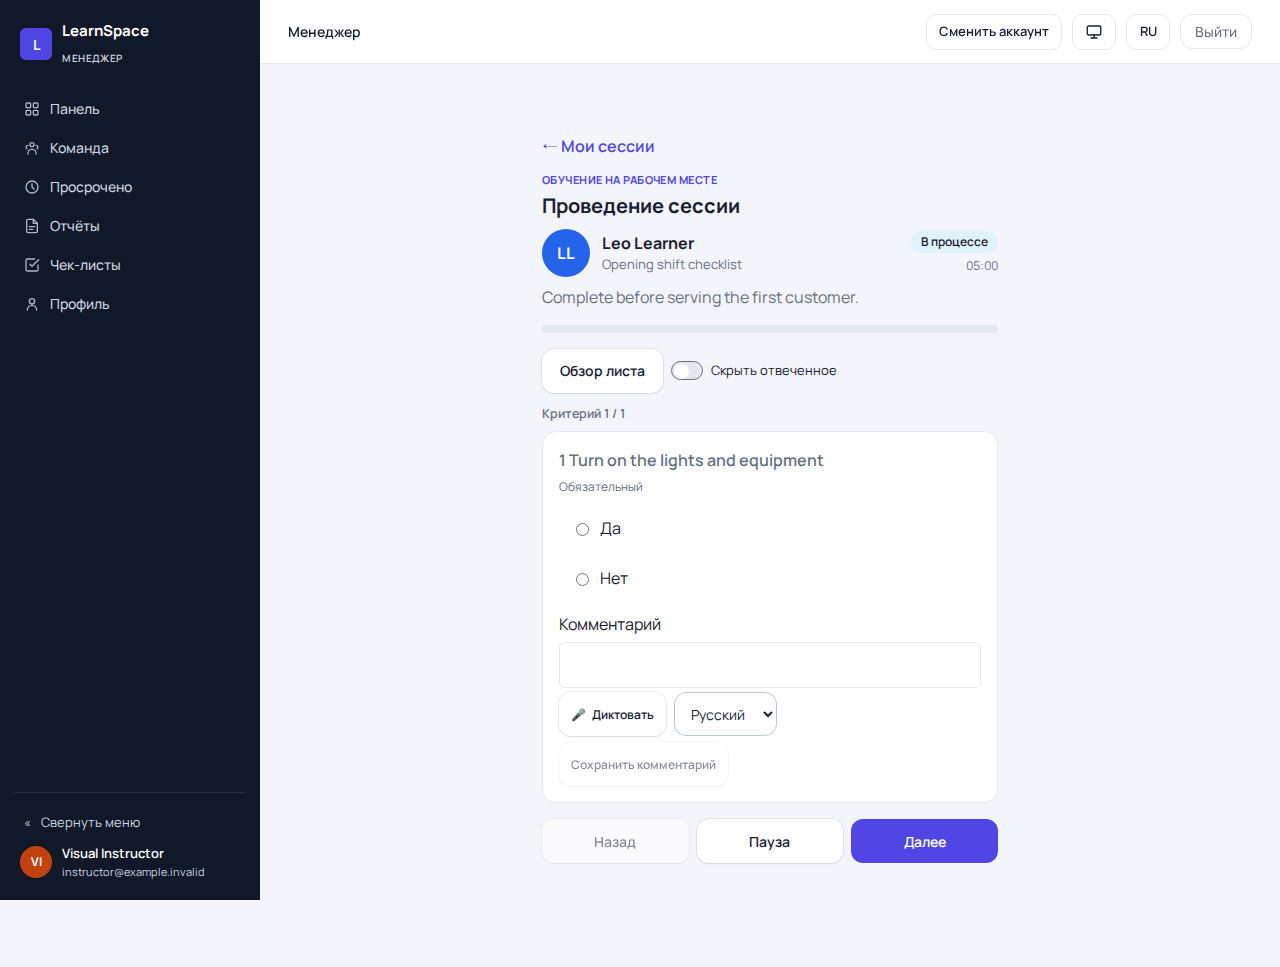 L
LearnSpace
МЕНЕДЖЕР
Панель
Команда
Просрочено
Отчёты
Чек-листы
Профиль
« Свернуть меню
VI
Visual Instructor
instructor@example.invalid
Менеджер
Сменить аккаунт
RU
Выйти
← Мои сессии
ОБУЧЕНИЕ НА РАБОЧЕМ МЕСТЕ
Проведение сессии
LL
Leo Learner
Opening shift checklist
В процессе
05:00
Complete before serving the first customer.
Обзор листа
Скрыть отвеченное
Критерий 1 / 1
1 Turn on the lights and equipment
Обязательный
Да
Нет
Комментарий
Диктовать
Русский
Сохранить комментарий
Назад
Пауза
Далее